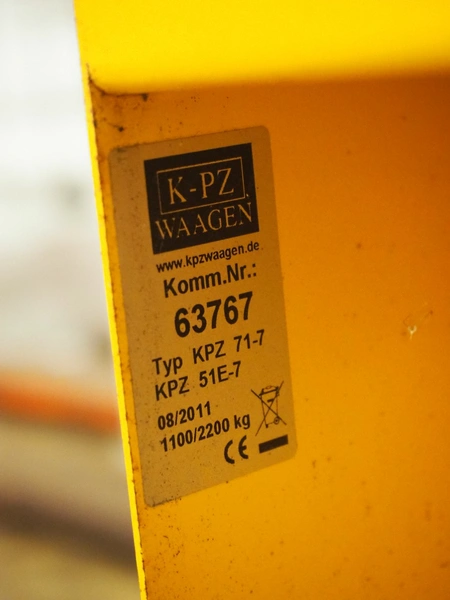 K-PZ
WAAGEN
www.kpzwaagen.de
Komm.Nr.:
63767
Typ KPZ 71-7
KPZ 51E-7
08/2011
1100/2200 kg
CE